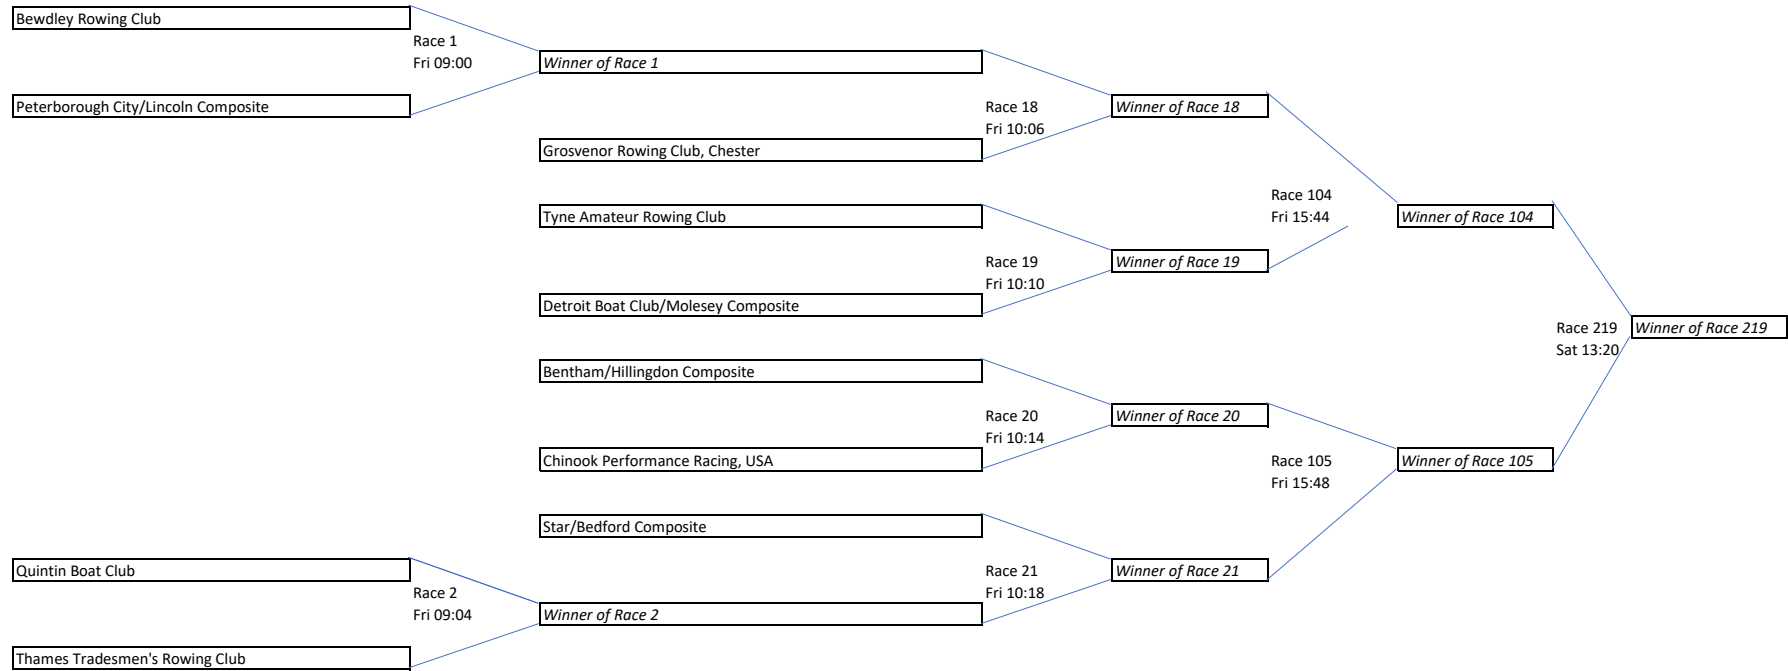 Bewdley Rowing Club
Race 1
Fri 09:00
Winner of Race 1
Peterborough City/Lincoln Composite
Race 18
Fri 10:06
Winner of Race 18
Grosvenor Rowing Club, Chester
Race 104
Fri 15:44
Tyne Amateur Rowing Club
Winner of Race 104
Race 19
Fri 10:10
Winner of Race 19
Detroit Boat Club/Molesey Composite
Race 219
Sat 13:20
Winner of Race 219
Bentham/Hillingdon Composite
Race 20
Fri 10:14
Winner of Race 20
Chinook Performance Racing, USA
Race 105
Fri 15:48
Winner of Race 105
Star/Bedford Composite
Quintin Boat Club
Race 21
Fri 10:18
Winner of Race 21
Race 2
Fri 09:04
Winner of Race 2
Thames Tradesmen's Rowing Club